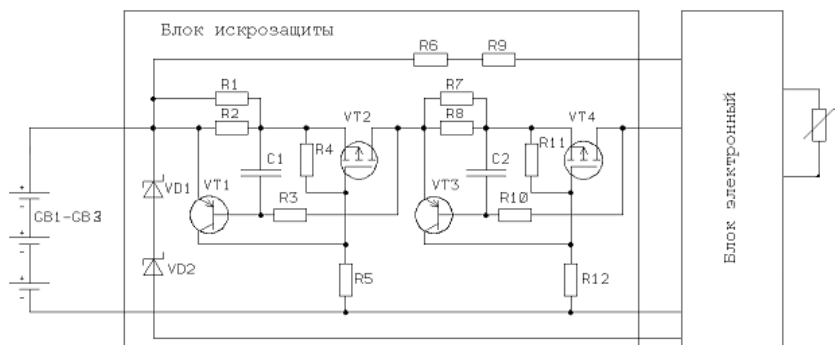 Блок искрозащиты
R6
R9
R1
R7
R2
VT2
R8
VT4
R4
R11
C1
C2
VT1
VT3
VD1
R3
R10
GB1-GB3
VD2
R5
R12
Блок электронный
+
-
+
-
+
-